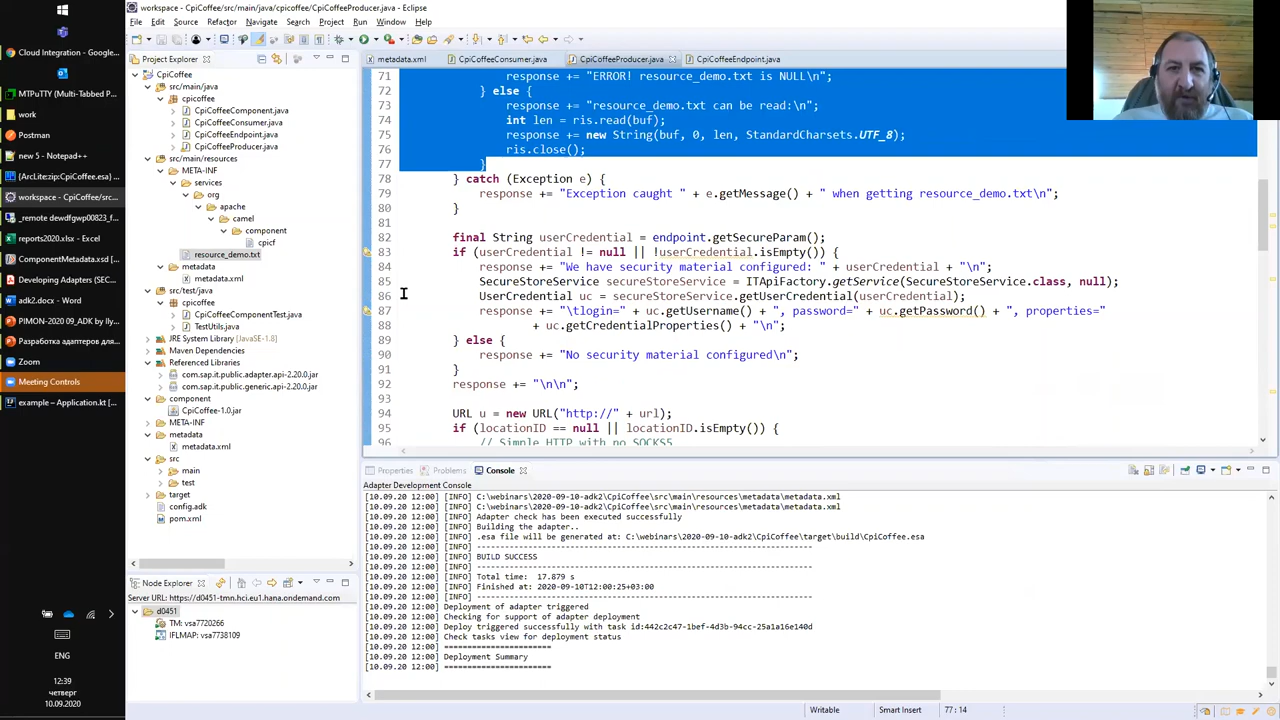 workspace - CpiCoffee/src/main/java/cpicoffee/CpiCoffeeProducer.java - Eclipse
File Edit Source Refactor Navigate Search Project Run Window Help
Cloud Integration - Google...
MTPuTTY (Multi-Tabbed P...
work
Postman
new 5 - Notepad++
(ArcLite:zip:CpiCoffee.esa) ...
workspace - CpiCoffee/src...
_remote dewdfgwp00823_f...
reports2020.xlsx - Excel
ComponentMetadata.xsd -...
Developing Adapters (SEC...
adk2.docx - Word
PIMON-2020 09_ADK by Ily...
Разработка адаптеров для...
Zoom
Meeting Controls
example – Application.kt [...
ENG
12:39
четверг
10.09.2020
Project Explorer
CpiCoffee
src/main/java
cpicoffee
CpiCoffeeComponent.java
CpiCoffeeConsumer.java
CpiCoffeeEndpoint.java
CpiCoffeeProducer.java
src/main/resources
META-INF
services
org
apache
camel
component
cpicf
resource_demo.txt
metadata
metadata.xml
src/test/java
cpicoffee
CpiCoffeeComponentTest.java
TestUtils.java
JRE System Library [JavaSE-1.8]
Maven Dependencies
Referenced Libraries
com.sap.it.public.adapter.api-2.20.0.jar
com.sap.it.public.generic.api-2.20.0.jar
component
CpiCoffee-1.0.jar
META-INF
metadata
metadata.xml
src
main
test
target
config.adk
pom.xml
Node Explorer
Server URL: https://d0451-tmn.hci.eu1.hana.ondemand.com
d0451
TM: vsa7720266
IFLMAP: vsa7738109
metadata.xml CpiCoffeeConsumer.java CpiCoffeeProducer.java CpiCoffeeEndpoint.java
71 response += "ERROR! resource_demo.txt is NULL\n";
72 } else {
73 response += "resource_demo.txt can be read:\n";
74 int len = ris.read(buf);
75 response += new String(buf, 0, len, StandardCharsets.UTF_8);
76 ris.close();
77 }
78 } catch (Exception e) {
79 response += "Exception caught " + e.getMessage() + " when getting resource_demo.txt\n";
80 }
81
82 final String userCredential = endpoint.getSecureParam();
83 if (userCredential != null || !userCredential.isEmpty()) {
84 response += "We have security material configured: " + userCredential + "\n";
85 SecureStoreService secureStoreService = ITApiFactory.getService(SecureStoreService.class, null);
86 UserCredential uc = secureStoreService.getUserCredential(userCredential);
87 response += "\tlogin=" + uc.getUsername() + ", password=" + uc.getPassword() + ", properties="
88 + uc.getCredentialProperties() + "\n";
89 } else {
90 response += "No security material configured\n";
91 }
92 response += "\n\n";
93
94 URL u = new URL("http://" + url);
95 if (locationID == null || locationID.isEmpty()) {
96 // Simple HTTP with no SOCKS5
Properties Problems Console
Adapter Development Console
[10.09.20 12:00] [INFO] C:\webinars\2020-09-10-adk2\CpiCoffee\src\main\resources\metadata\metadata.xml
[10.09.20 12:00] [INFO] C:\webinars\2020-09-10-adk2\CpiCoffee\src\main\resources\metadata\metadata.xml
[10.09.20 12:00] [INFO] Adapter check has been executed successfully
[10.09.20 12:00] [INFO] Building the adapter..
[10.09.20 12:00] [INFO] .esa file will be generated at: C:\webinars\2020-09-10-adk2\CpiCoffee\target\build\CpiCoffee.esa
[10.09.20 12:00] [INFO] ------------------------------------------------------------------------
[10.09.20 12:00] [INFO] BUILD SUCCESS
[10.09.20 12:00] [INFO] ------------------------------------------------------------------------
[10.09.20 12:00] [INFO] Total time: 17.879 s
[10.09.20 12:00] [INFO] Finished at: 2020-09-10T12:00:25+03:00
[10.09.20 12:00] [INFO] ------------------------------------------------------------------------
[10.09.20 12:00] Deployment of adapter triggered
[10.09.20 12:00] Checking for support of adapter deployment
[10.09.20 12:00] Deploy triggered successfully with task id:442c2c47-1bef-4d3b-94cc-25a1a16e140d
[10.09.20 12:00] Check tasks view for deployment status
[10.09.20 12:00] ======================
[10.09.20 12:00] Deployment Summary
[10.09.20 12:00] ======================
Writable Smart Insert 77 : 14